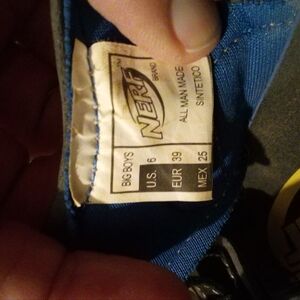 NERF
BRAND
ALL MAN MADE
SINTETICO
BIG BOYS
U.S. 6
EUR 39
MEX 25